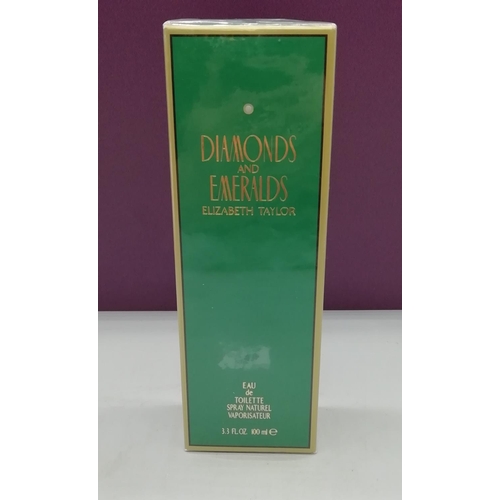 DIAMONDS
AND
EMERALDS
ELIZABETH TAYLOR
EAU
de
TOILETTE
SPRAY NATUREL
VAPORISATEUR
3.3 FL. OZ. 100 ml ℮